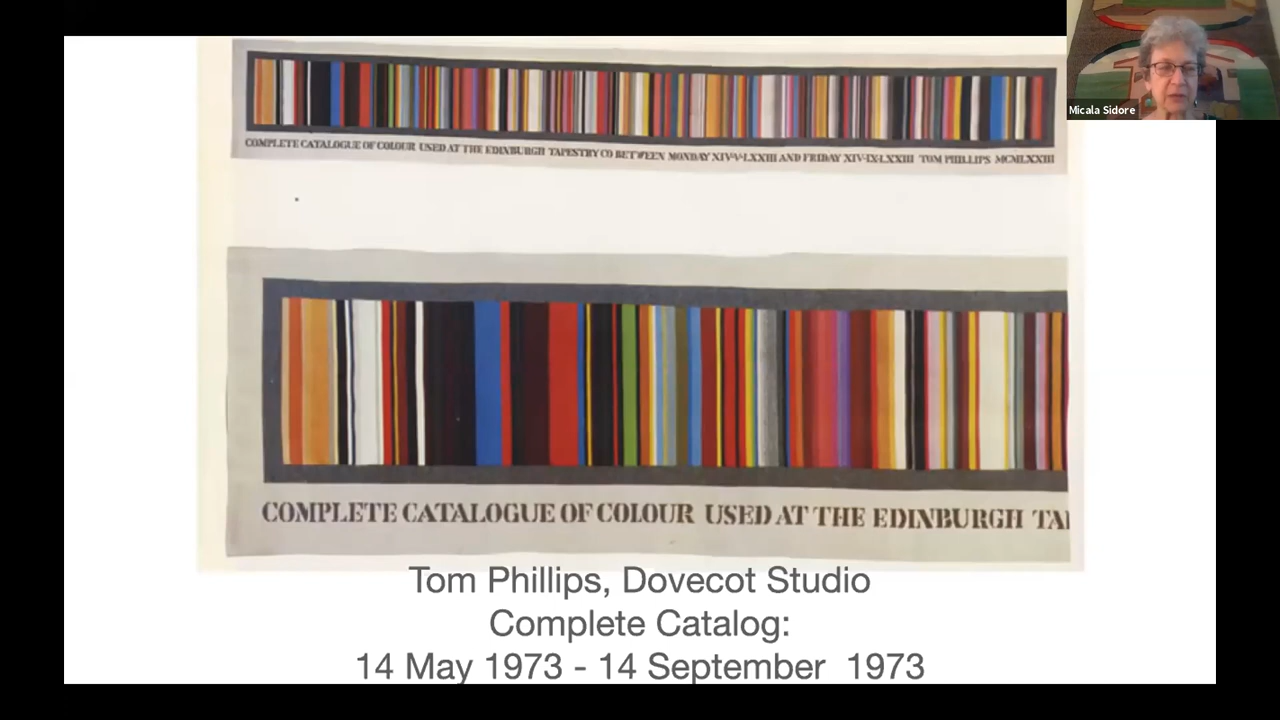 Micala Sidore
COMPLETE CATALOGUE OF COLOUR USED AT THE EDINBURGH TAPESTRY CO BETWEEN MONDAY XIV·V·LXXIII AND FRIDAY XIV·IX·LXXIII TOM PHILLIPS MCMLXXIII
COMPLETE CATALOGUE OF COLOUR USED AT THE EDINBURGH TA
Tom Phillips, Dovecot Studio
Complete Catalog:
14 May 1973 - 14 September 1973